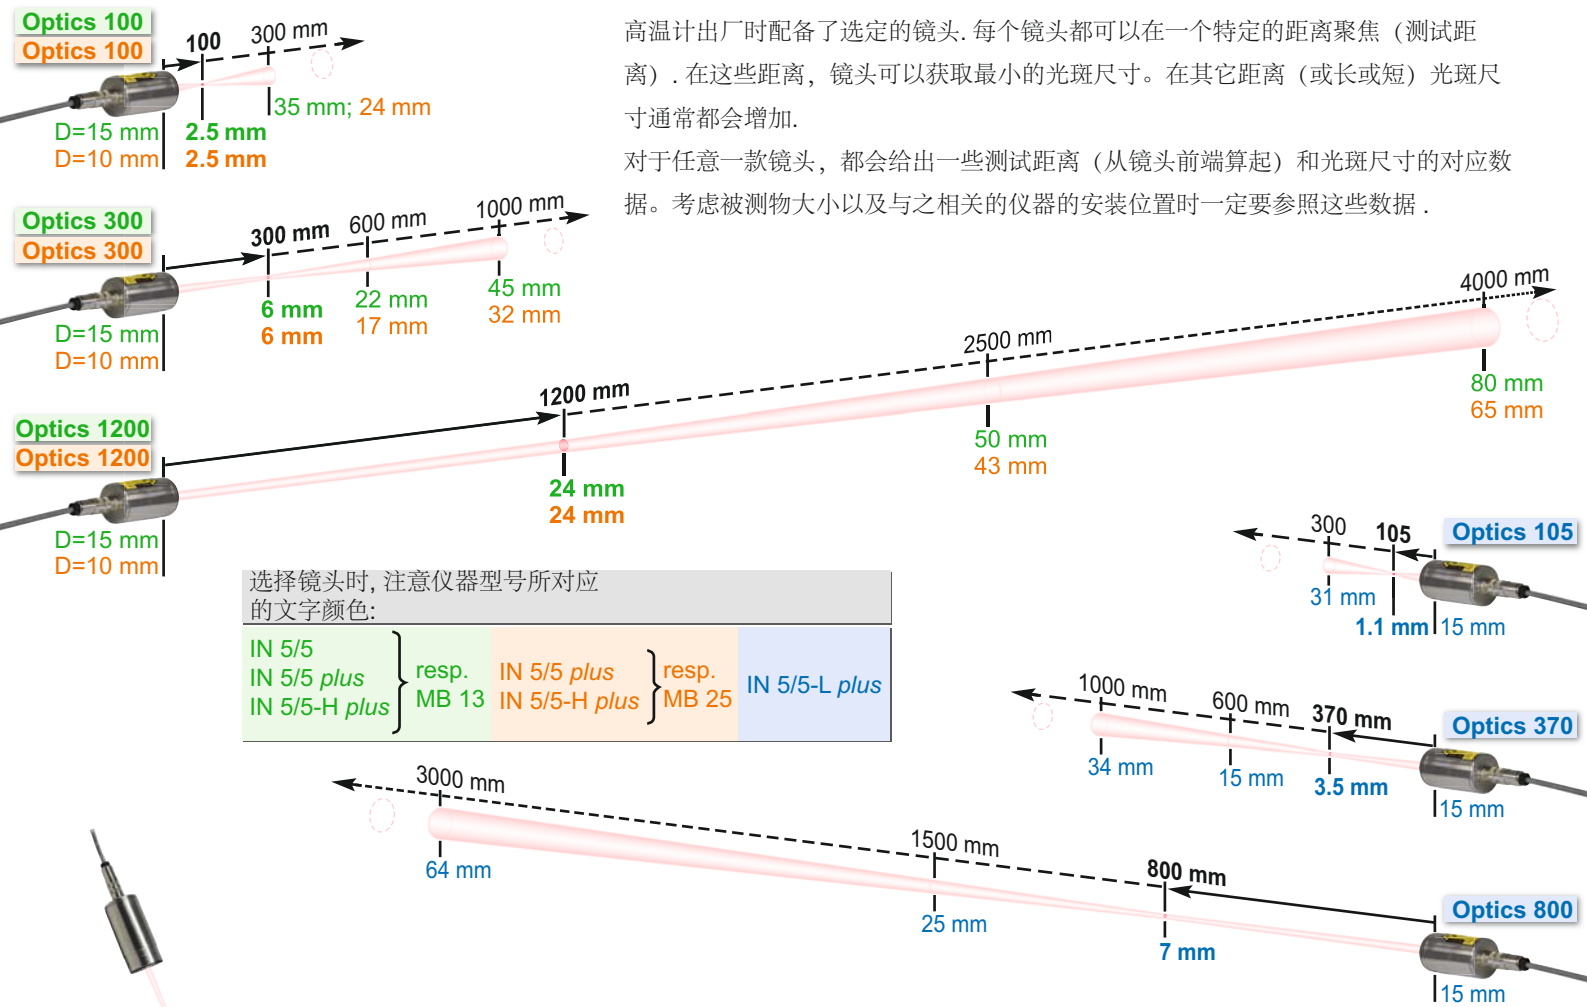 高温计出厂时配备了选定的镜头. 每个镜头都可以在一个特定的距离聚焦（测试距
离）. 在这些距离，镜头可以获取最小的光斑尺寸。在其它距离（或长或短）光斑尺
寸通常都会增加.
对于任意一款镜头，都会给出一些测试距离（从镜头前端算起）和光斑尺寸的对应数
据。考虑被测物大小以及与之相关的仪器的安装位置时一定要参照这些数据 .
Optics 100
Optics 100
100
300 mm
35 mm; 24 mm
D=15 mm
D=10 mm
2.5 mm
2.5 mm
Optics 300
Optics 300
300 mm
600 mm
1000 mm
D=15 mm
D=10 mm
6 mm
6 mm
22 mm
17 mm
45 mm
32 mm
Optics 1200
Optics 1200
1200 mm
2500 mm
4000 mm
D=15 mm
D=10 mm
24 mm
24 mm
50 mm
43 mm
80 mm
65 mm
选择镜头时, 注意仪器型号所对应
的文字颜色:
IN 5/5
IN 5/5 plus
IN 5/5-H plus
resp.
MB 13
IN 5/5 plus
IN 5/5-H plus
resp.
MB 25
IN 5/5-L plus
300
105
Optics 105
31 mm
1.1 mm
15 mm
1000 mm
600 mm
370 mm
Optics 370
34 mm
15 mm
3.5 mm
15 mm
3000 mm
1500 mm
800 mm
Optics 800
64 mm
25 mm
7 mm
15 mm